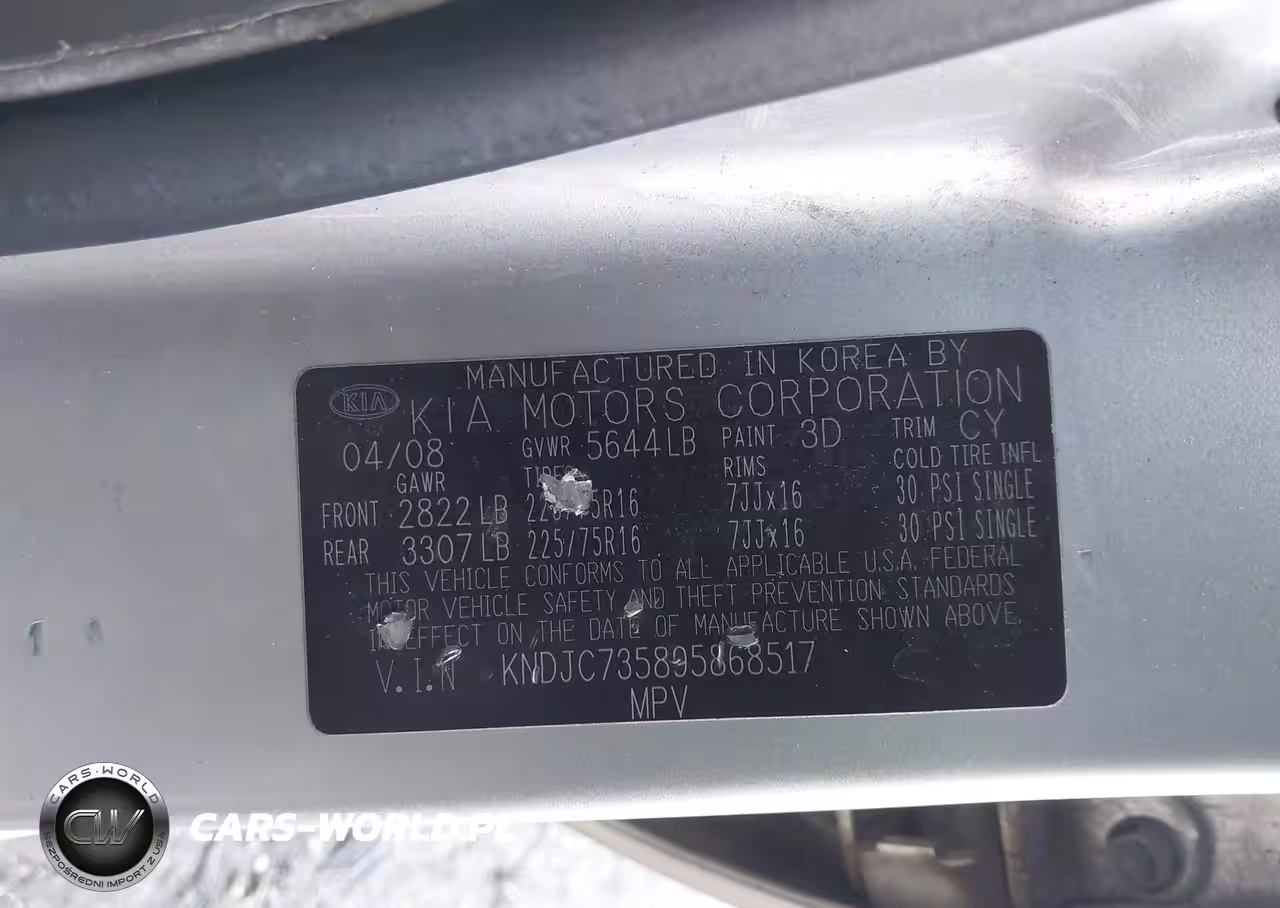 MANUFACTURED IN KOREA BY
KIA KIA MOTORS CORPORATION
04/08 GVWR 5644LB PAINT 3D TRIM CY
GAWR RIMS COLD TIRE INFL
FRONT 2822LB 7JJx16 30 PSI SINGLE
REAR 3307LB 225/75R16 7JJx16 30 PSI SINGLE
THIS VEHICLE CONFORMS TO ALL APPLICABLE U.S.A. FEDERAL
MOTOR VEHICLE SAFETY AND THEFT PREVENTION STANDARDS
EFFECT ON THE DATE OF MANUFACTURE SHOWN ABOVE.
V.I.N KNDJC735895868517
MPV
CARS-WORLD
CW
BEZPOŚREDNI IMPORT Z USA
CARS-WORLD.PL